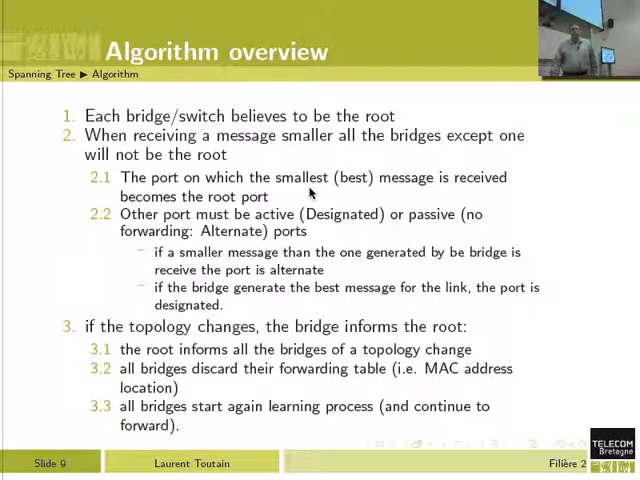 Algorithm overview
Spanning Tree ▶ Algorithm
1. Each bridge/switch believes to be the root
2. When receiving a message smaller all the bridges except one
will not be the root
2.1 The port on which the smallest (best) message is received
becomes the root port
2.2 Other port must be active (Designated) or passive (no
forwarding: Alternate) ports
– if a smaller message than the one generated by be bridge is
receive the port is alternate
– if the bridge generate the best message for the link, the port is
designated.
3. if the topology changes, the bridge informs the root:
3.1 the root informs all the bridges of a topology change
3.2 all bridges discard their forwarding table (i.e. MAC address
location)
3.3 all bridges start again learning process (and continue to
forward).
TELECOM
Bretagne
Slide 9
Laurent Toutain
Filière 2